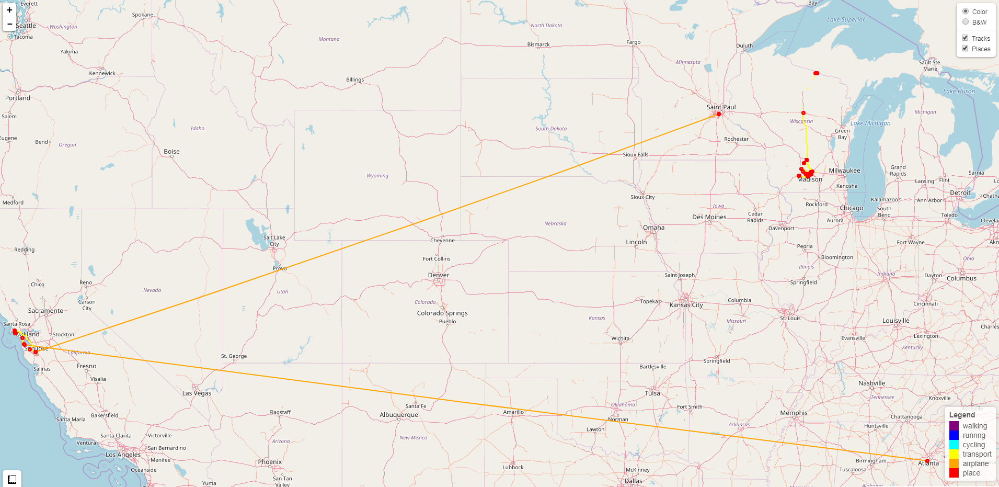 Everett
Bay
+
Color
Spokane
Lake Superior
−
Seattle
Washington
North Dakota
B&W
Tacoma
Montana
Tracks
Fargo
Bismarck
Duluth
Places
Yakima
Minnesota
Sault Ste.
Marie
Kennewick
Billings
Lake Huron
Portland
Saint Paul
Michigan
Salem
Wisconsin
Lake Michigan
Idaho
South Dakota
Green
Bay
Eugene
Bend
Oregon
Rochester
Boise
Sioux Falls
Grand
Rapids
Milwaukee
Sarnia
Wyoming
Madison
Lansing
Flint
Kenosha
Detroit
Chatha
Sioux City
Kalamazoo
Ann Arbor
Medford
Rockford
Iowa
Chicago
South
Bend
Cedar
Rapids
Des Moines
Toledo
Aurora
Clevelan
Nebraska
Omaha
Davenport
Salt Lake
City
Cheyenne
Lincoln
Fort Wayne
Akro
Peoria
Redding
Bloomington
Fort Collins
Ohio
Provo
Illinois
Denver
Saint Joseph
Indiana
Dayton
Columbus
Chico
Reno
Springfield
Nevada
Utah
Carson
City
Colorado
Topeka
Kansas City
Columbia
Cincinnati
Sacramento
Colorado Springs
Kansas
Missouri
St. Louis
Louisville
Pueblo
Santa Rosa
Charles
Oakland
Stockton
Lexington
Wichita
Evansville
San José
California
Kentucky
St. George
Springfield
Fresno
Bartlesville
Salinas
Visalia
Nashville
Las Vegas
Tulsa
Tennessee
Knoxville
Santa Fe
Oklahoma
Fort Smith
Asheville
Flagstaff
Amarillo
Memphis
Bakersfield
Albuquerque
Chattanooga
Santa Maria
Norman
Legend
Arkansas
Huntsville
walking
Lawton
Santa Clarita
Victorville
New Mexico
runnng
Ventura
Arizona
cycling
San Bernardino
Los Angeles
transport
Menifee
Phoenix
Birmingham
Atlanta
airplane
Lubbock
Oceanside
McKinney
Tuscaloosa
place
San Tan
Valley
Yuma
Dallas
Alabama